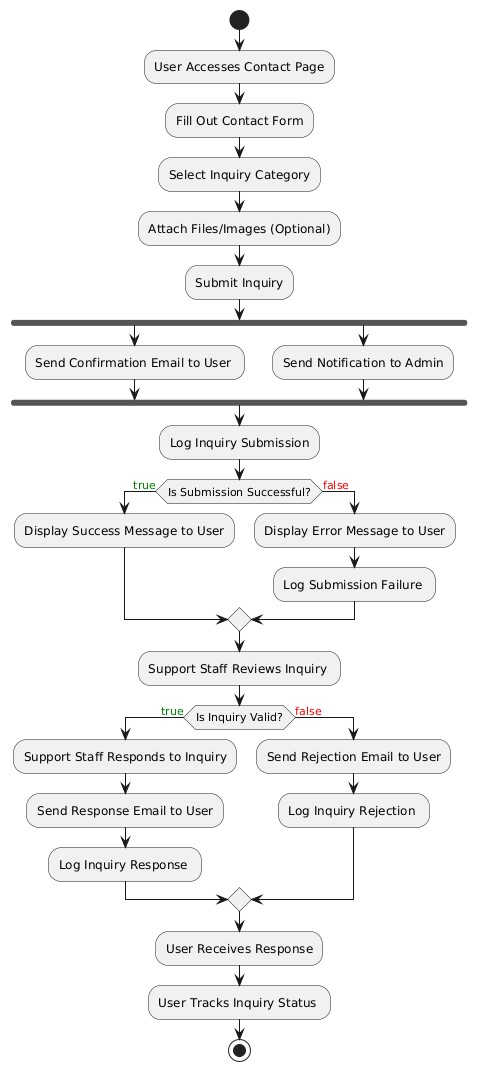 User Accesses Contact Page
Fill Out Contact Form
Select Inquiry Category
Attach Files/Images (Optional)
Submit Inquiry
Send Confirmation Email to User
Send Notification to Admin
Log Inquiry Submission
true
Is Submission Successful?
false
Display Success Message to User
Display Error Message to User
Log Submission Failure
Support Staff Reviews Inquiry
true
Is Inquiry Valid?
false
Support Staff Responds to Inquiry
Send Rejection Email to User
Send Response Email to User
Log Inquiry Rejection
Log Inquiry Response
User Receives Response
User Tracks Inquiry Status